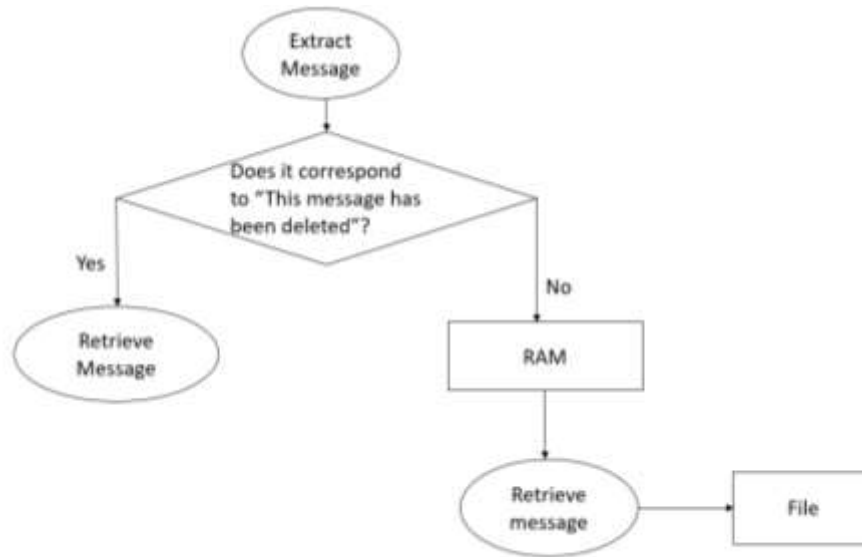 Extract
Message
Does it correspond
to "This message has
been deleted"?
Yes
No
Retrieve
Message
RAM
Retrieve
message
File